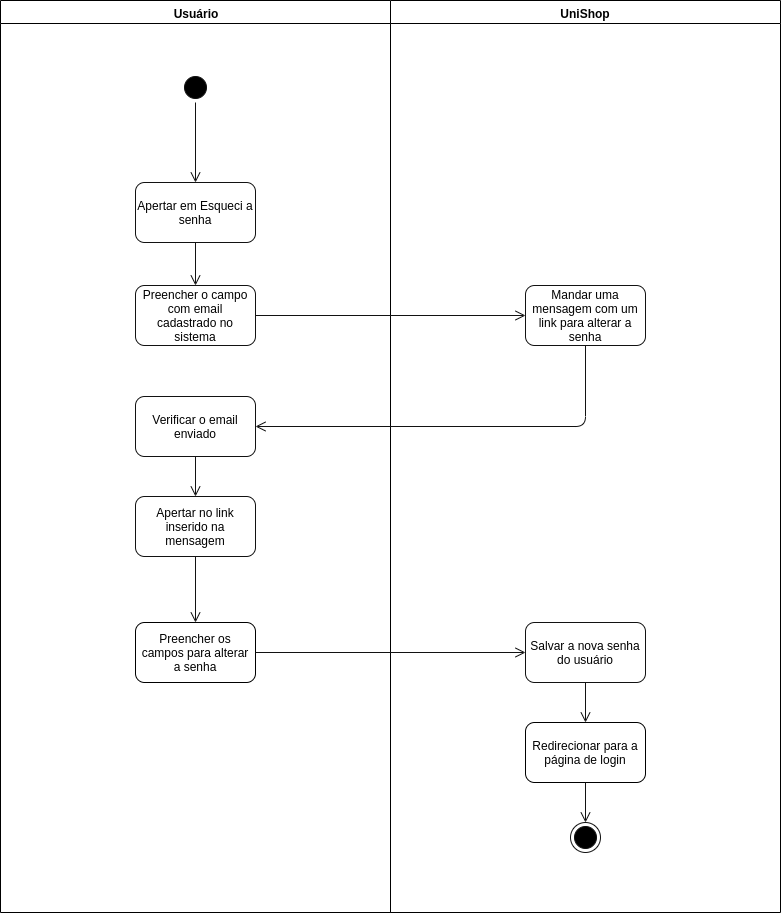 Usuário
UniShop
Apertar em Esqueci a
senha
Preencher o campo
com email
cadastrado no
sistema
Mandar uma
mensagem com um
link para alterar a
senha
Verificar o email
enviado
Apertar no link
inserido na
mensagem
Preencher os
campos para alterar
a senha
Salvar a nova senha
do usuário
Redirecionar para a
página de login